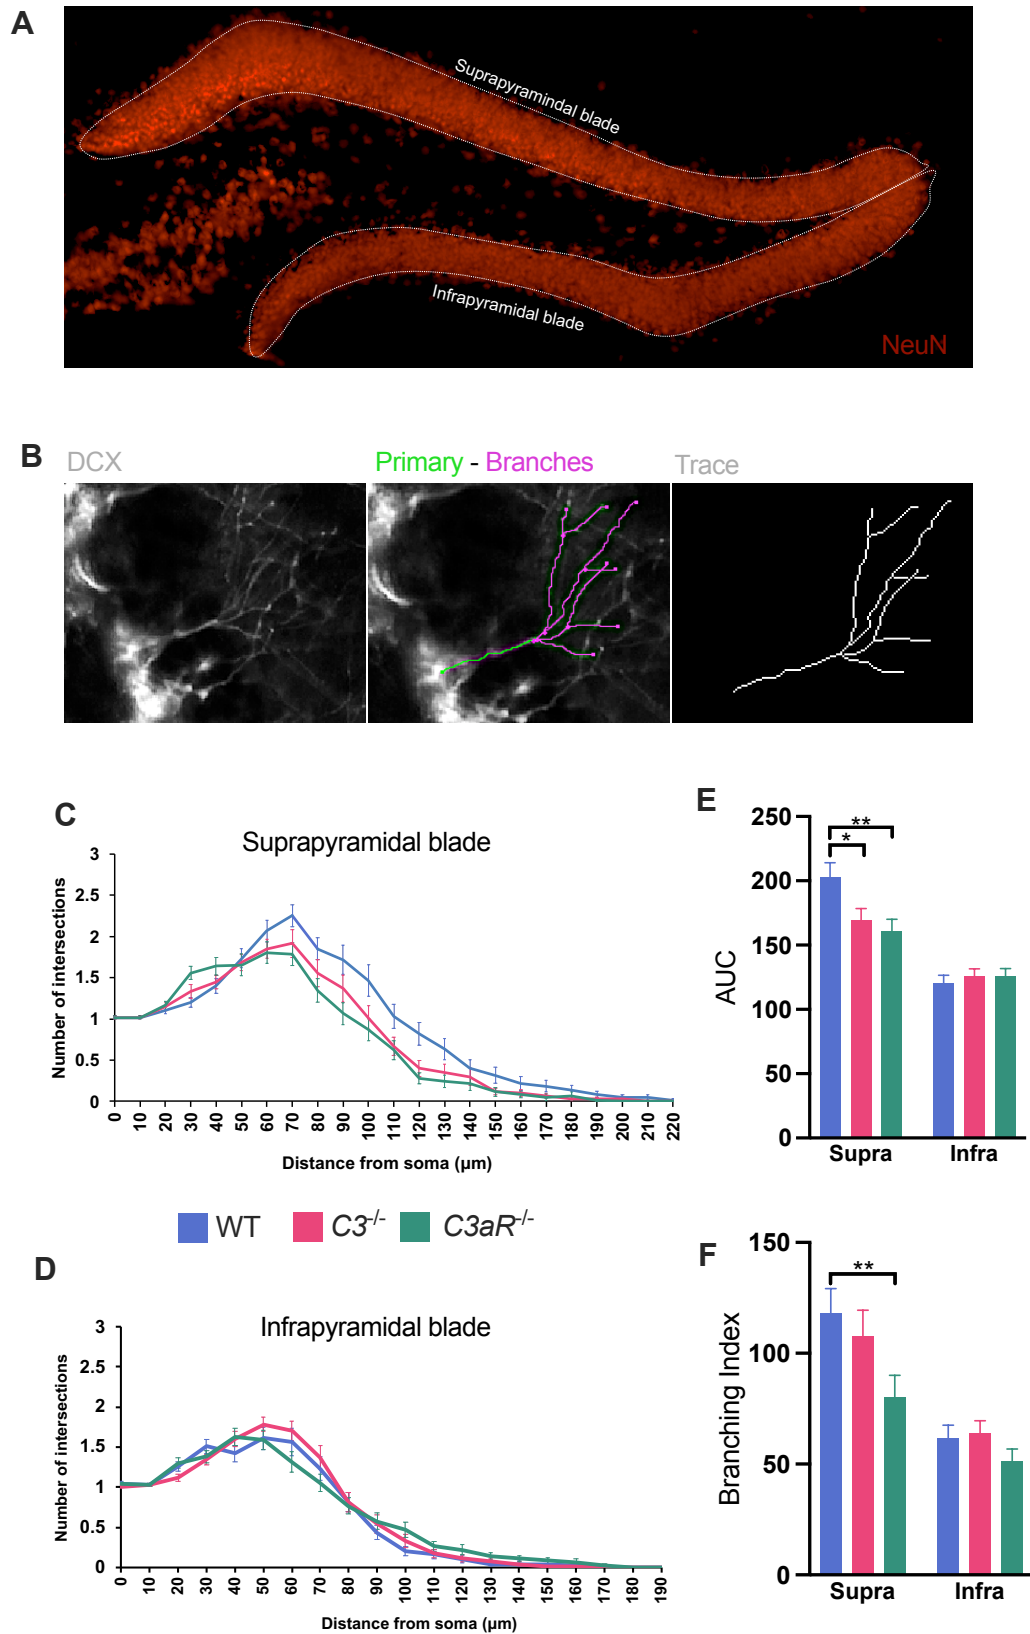 A
Suprapyramindal blade
Infrapyramidal blade
NeuN
B
DCX
Primary - Branches
Trace
C
Suprapyramidal blade
Number of intersections
3
2.5
2
1.5
1
0.5
0
0 10 20 30 40 50 60 70 80 90 100 110 120 130 140 150 160 170 180 190 200 210 220
Distance from soma (µm)
E
AUC
250
200
150
100
50
0
**
*
Supra Infra
WT C3-/- C3aR-/-
D
Infrapyramidal blade
Number of intersections
3
2.5
2
1.5
1
0.5
0
0 10 20 30 40 50 60 70 80 90 100 110 120 130 140 150 160 170 180 190
Distance from soma (µm)
F
Branching Index
150
100
50
0
**
Supra Infra